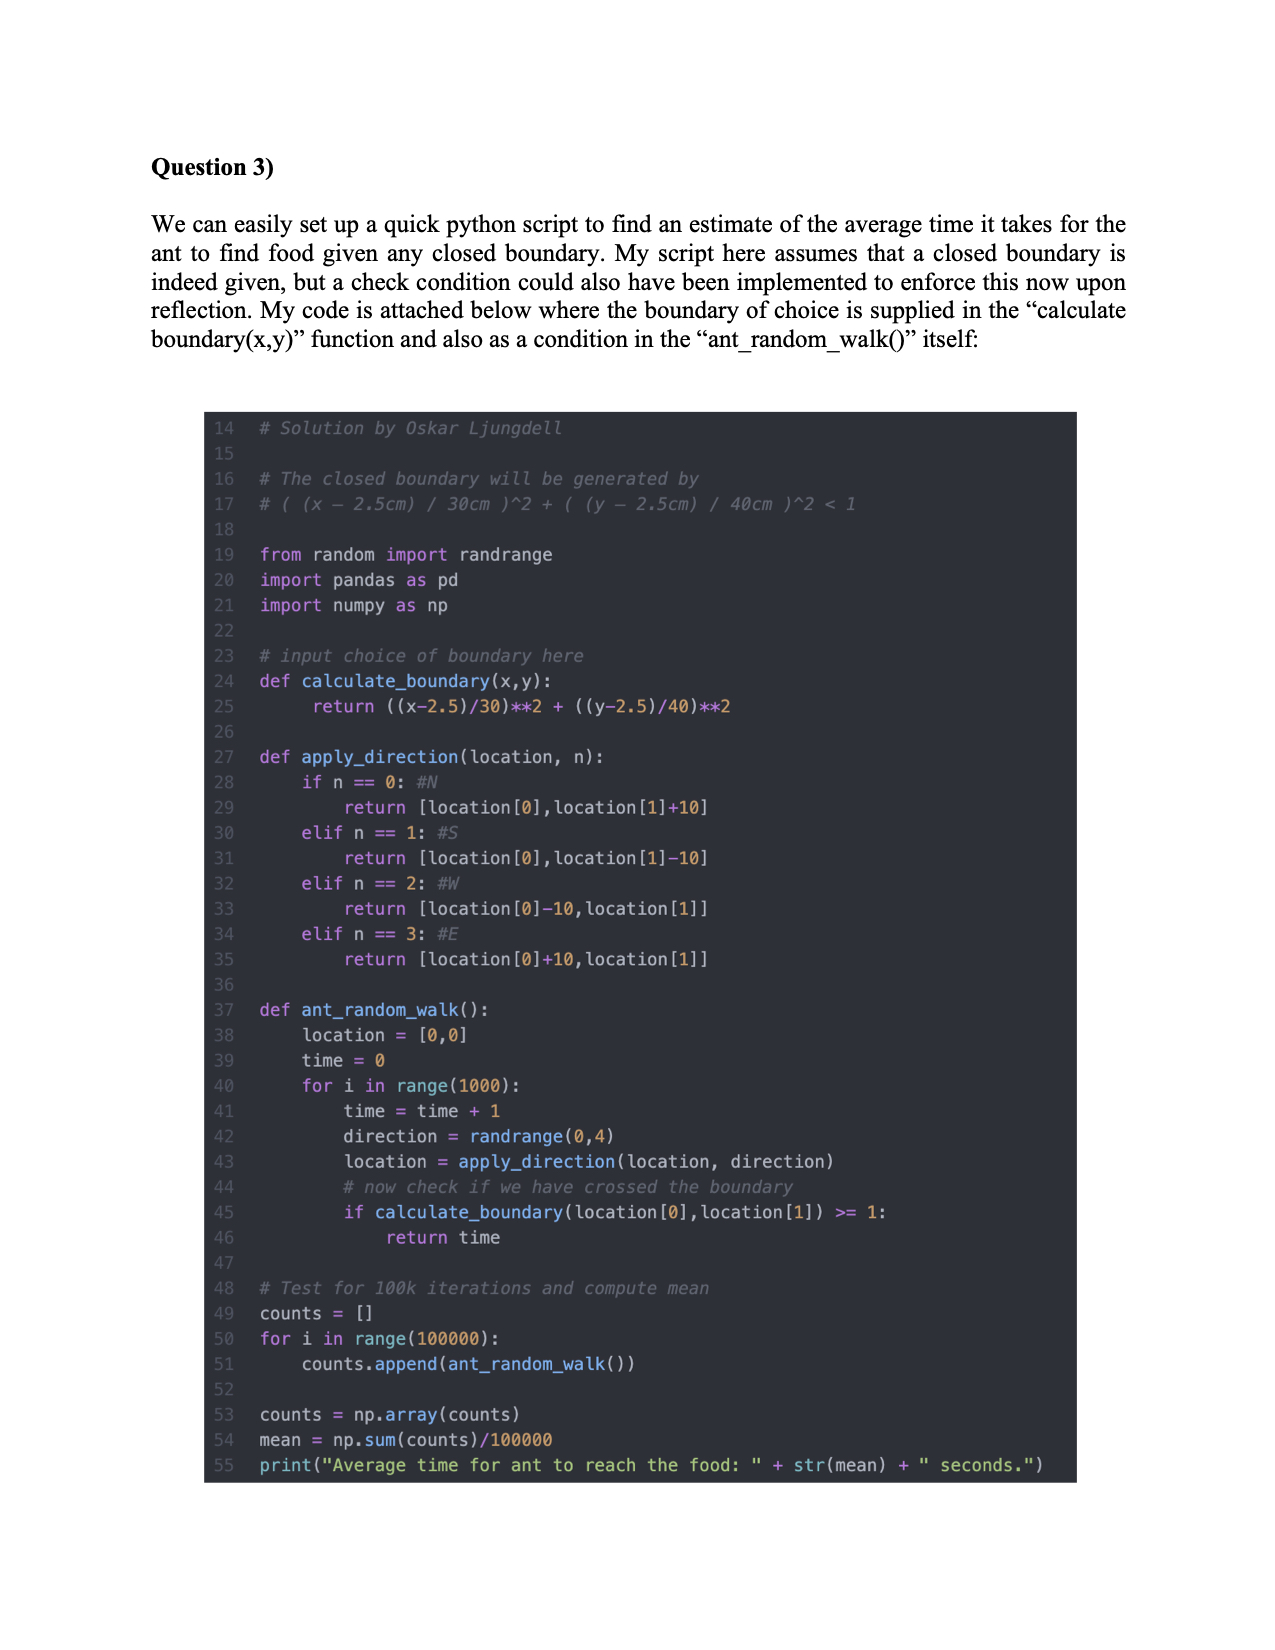 Question 3)
We can easily set up a quick python script to find an estimate of the average time it takes for the
ant to find food given any closed boundary. My script here assumes that a closed boundary is
indeed given, but a check condition could also have been implemented to enforce this now upon
reflection. My code is attached below where the boundary of choice is supplied in the “calculate
boundary(x,y)” function and also as a condition in the “ant_random_walk()” itself:
14 # Solution by Oskar Ljungdell
15
16 # The closed boundary will be generated by
17 # ( (x – 2.5cm) / 30cm )^2 + ( (y – 2.5cm) / 40cm )^2 < 1
18
19 from random import randrange
20 import pandas as pd
21 import numpy as np
22
23 # input choice of boundary here
24 def calculate_boundary(x,y):
25      return ((x-2.5)/30)**2 + ((y-2.5)/40)**2
26
27 def apply_direction(location, n):
28     if n == 0: #N
29         return [location[0],location[1]+10]
30     elif n == 1: #S
31         return [location[0],location[1]-10]
32     elif n == 2: #W
33         return [location[0]-10,location[1]]
34     elif n == 3: #E
35         return [location[0]+10,location[1]]
36
37 def ant_random_walk():
38     location = [0,0]
39     time = 0
40     for i in range(1000):
41         time = time + 1
42         direction = randrange(0,4)
43         location = apply_direction(location, direction)
44         # now check if we have crossed the boundary
45         if calculate_boundary(location[0],location[1]) >= 1:
46             return time
47
48 # Test for 100k iterations and compute mean
49 counts = []
50 for i in range(100000):
51     counts.append(ant_random_walk())
52
53 counts = np.array(counts)
54 mean = np.sum(counts)/100000
55 print("Average time for ant to reach the food: " + str(mean) + " seconds.")